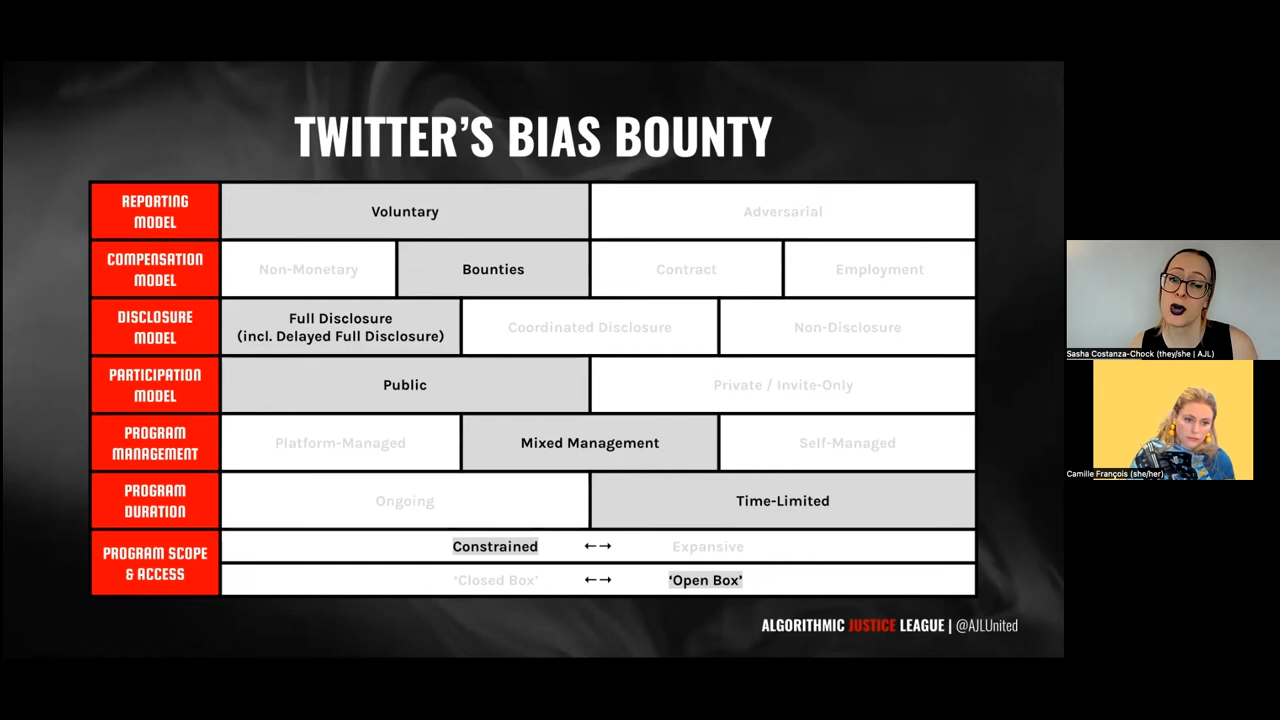 TWITTER'S BIAS BOUNTY
REPORTING
MODEL
Voluntary
Adversarial
COMPENSATION
MODEL
Non-Monetary
Bounties
Contract
Employment
DISCLOSURE
MODEL
Full Disclosure
(incl. Delayed Full Disclosure)
Coordinated Disclosure
Non-Disclosure
PARTICIPATION
MODEL
Public
Private / Invite-Only
PROGRAM
MANAGEMENT
Platform-Managed
Mixed Management
Self-Managed
PROGRAM
DURATION
Ongoing
Time-Limited
PROGRAM SCOPE
& ACCESS
Constrained ←→ Expansive
'Closed Box' ←→ 'Open Box'
ALGORITHMIC JUSTICE LEAGUE | @AJLUnited
Sasha Costanza-Chock (they/she | AJL)
Camille François (she/her)